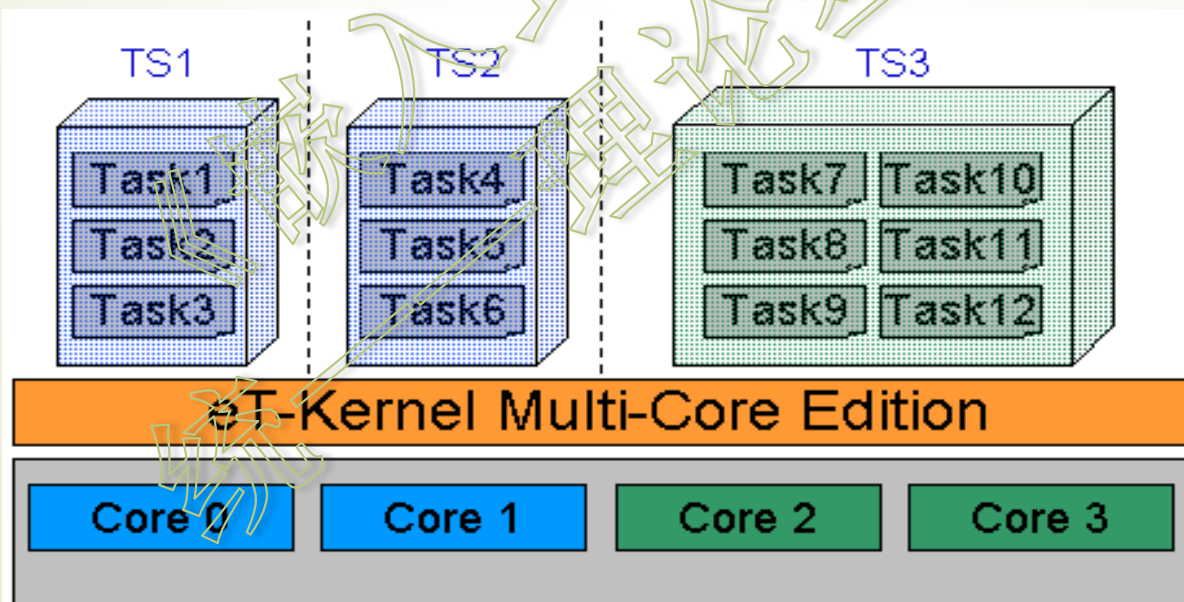 TS1 TS2 TS3
Task1 Task4 Task7 Task10
Task2 Task5 Task8 Task11
Task3 Task6 Task9 Task12
eT-Kernel Multi-Core Edition
Core 0 Core 1 Core 2 Core 3